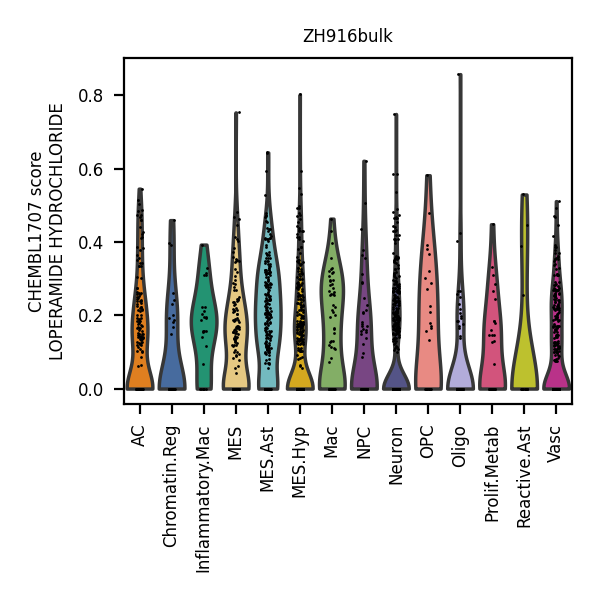 ZH916bulk
CHEMBL1707 score
LOPERAMIDE HYDROCHLORIDE
0.8
0.6
0.4
0.2
0.0
AC
Chromatin.Reg
Inflammatory.Mac
MES
MES.Ast
MES.Hyp
Mac
NPC
Neuron
OPC
Oligo
Prolif.Metab
Reactive.Ast
Vasc